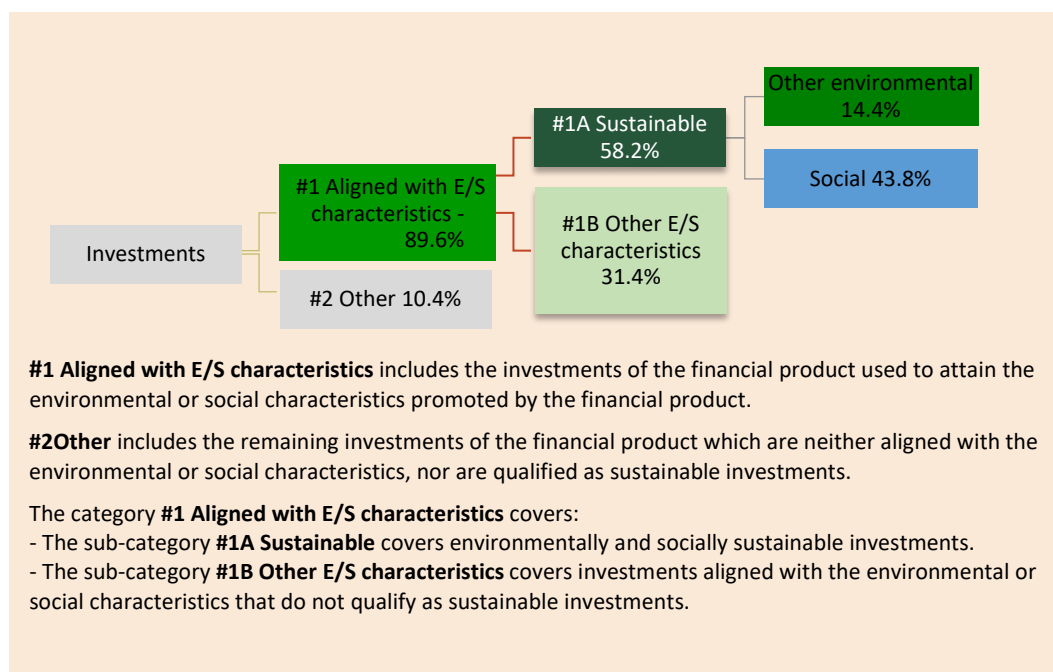 Other environmental
14.4%
#1A Sustainable
58.2%
Social 43.8%
#1 Aligned with E/S
characteristics -
89.6%
#1B Other E/S
characteristics
31.4%
Investments
#2 Other 10.4%
#1 Aligned with E/S characteristics includes the investments of the financial product used to attain the
environmental or social characteristics promoted by the financial product.
#2Other includes the remaining investments of the financial product which are neither aligned with the
environmental or social characteristics, nor are qualified as sustainable investments.
The category #1 Aligned with E/S characteristics covers:
- The sub-category #1A Sustainable covers environmentally and socially sustainable investments.
- The sub-category #1B Other E/S characteristics covers investments aligned with the environmental or
social characteristics that do not qualify as sustainable investments.